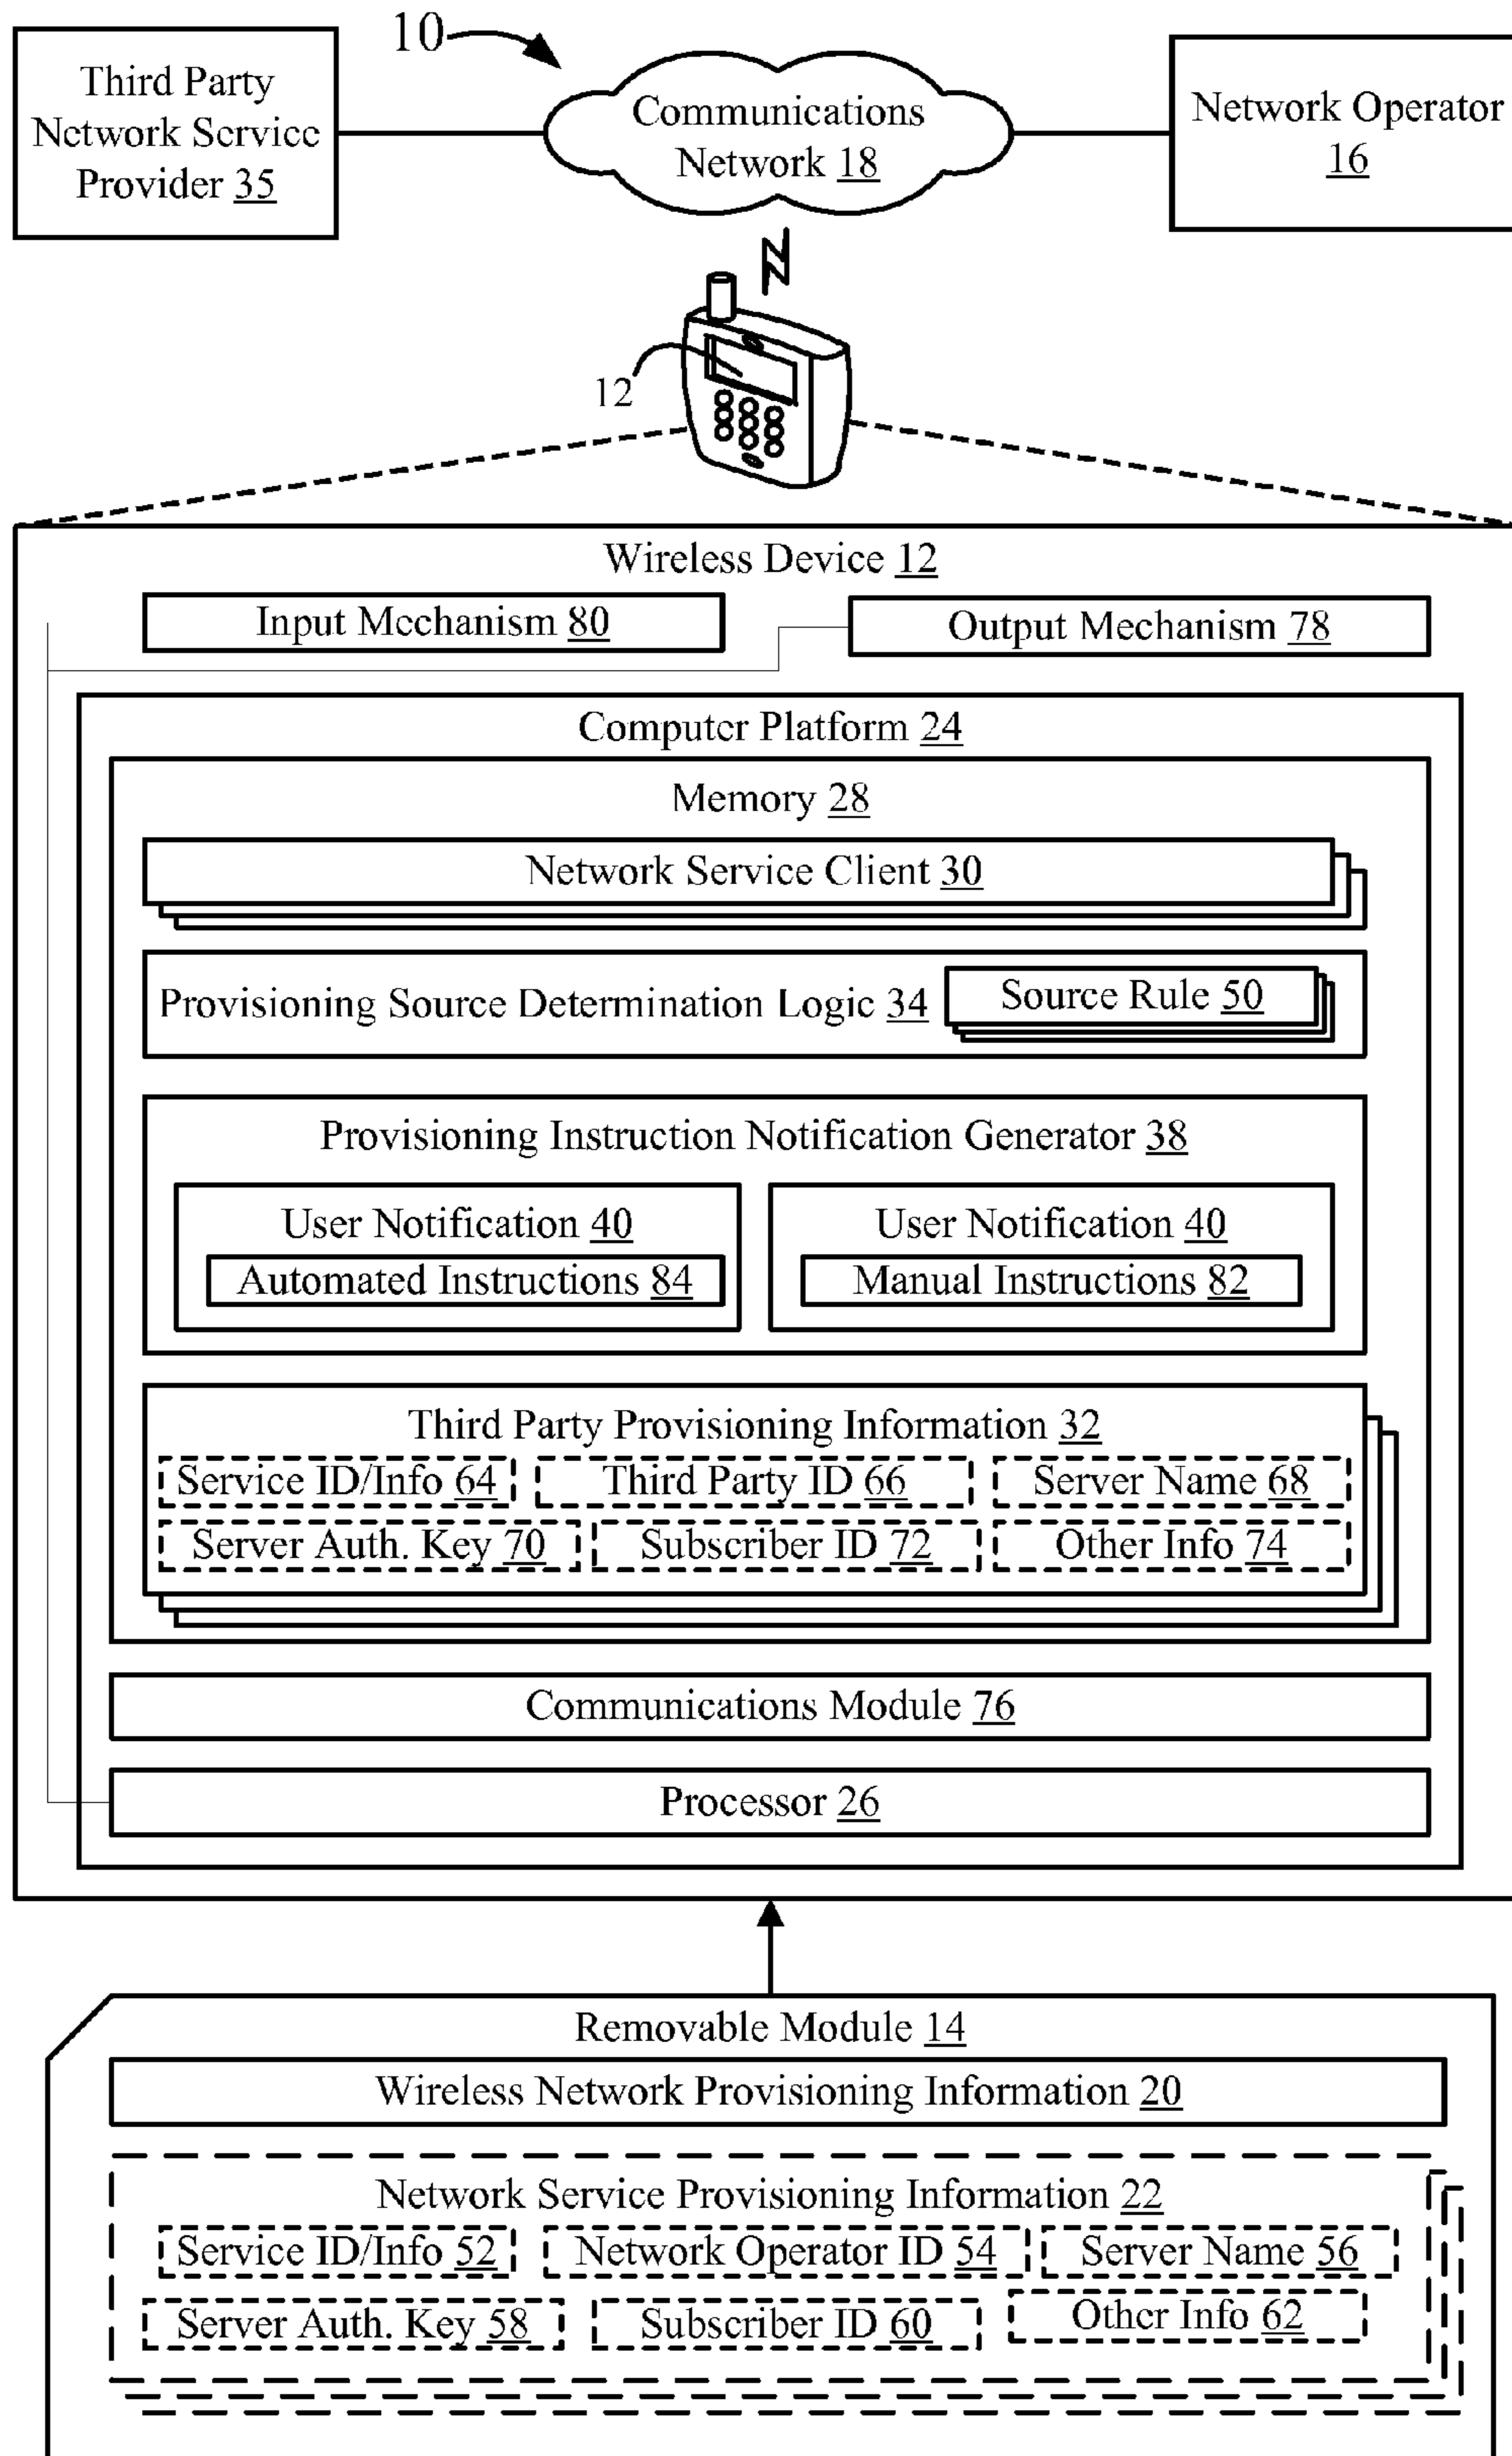 10
Third Party
Network Service
Provider 35
Communications
Network 18
Network Operator
16
12
Wireless Device 12
Input Mechanism 80
Output Mechanism 78
Computer Platform 24
Memory 28
Network Service Client 30
Provisioning Source Determination Logic 34
Source Rule 50
Provisioning Instruction Notification Generator 38
User Notification 40
Automated Instructions 84
User Notification 40
Manual Instructions 82
Third Party Provisioning Information 32
Service ID/Info 64
Third Party ID 66
Server Name 68
Server Auth. Key 70
Subscriber ID 72
Other Info 74
Communications Module 76
Processor 26
Removable Module 14
Wireless Network Provisioning Information 20
Network Service Provisioning Information 22
Service ID/Info 52
Network Operator ID 54
Server Name 56
Server Auth. Key 58
Subscriber ID 60
Other Info 62